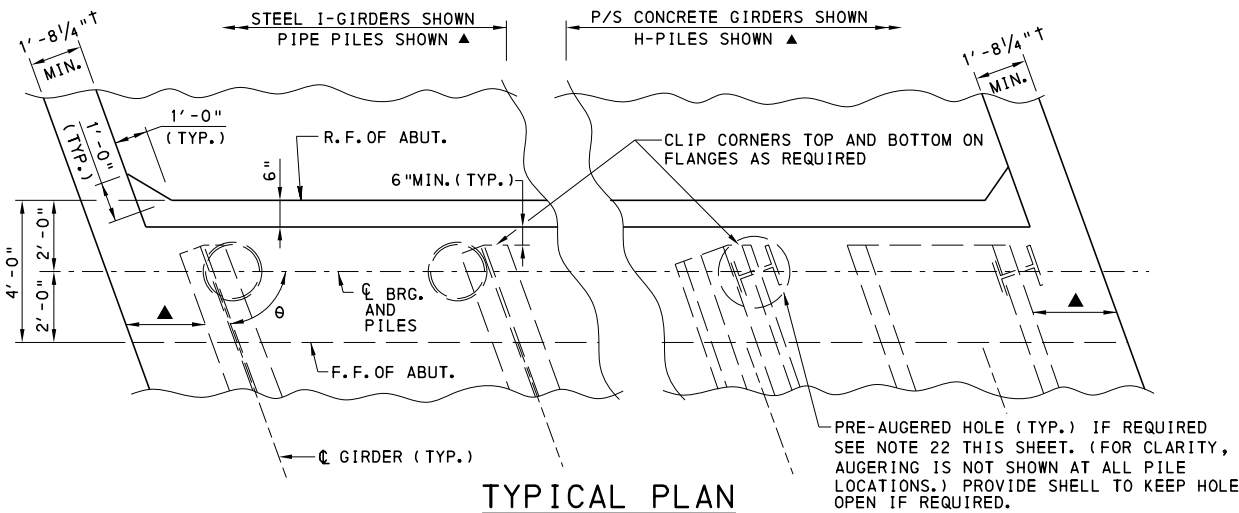 STEEL I-GIRDERS SHOWN
PIPE PILES SHOWN ▲
P/S CONCRETE GIRDERS SHOWN
H-PILES SHOWN ▲
1'-8 1/4" †
MIN.
1'-8 1/4" †
MIN.
1'-0"
(TYP.)
1'-0"
(TYP.)
R.F. OF ABUT.
6"
6" MIN. (TYP.)
CLIP CORNERS TOP AND BOTTOM ON
FLANGES AS REQUIRED
4'-0"
2'-0"
2'-0"
▲
θ
℄ BRG.
AND
PILES
▲
F.F. OF ABUT.
℄ GIRDER (TYP.)
PRE-AUGERED HOLE (TYP.) IF REQUIRED
SEE NOTE 22 THIS SHEET. (FOR CLARITY,
AUGERING IS NOT SHOWN AT ALL PILE
LOCATIONS.) PROVIDE SHELL TO KEEP HOLE
OPEN IF REQUIRED.
TYPICAL PLAN